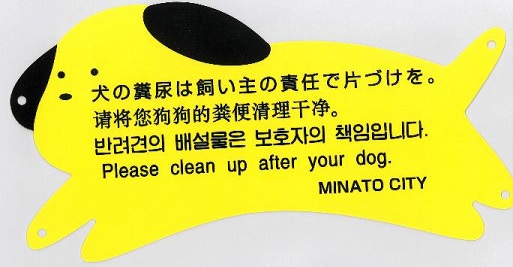 犬の糞尿は飼い主の責任で片づけを。
请将您狗狗的粪便清理干净。
반려견의 배설물은 보호자의 책임입니다.
Please clean up after your dog.
MINATO CITY